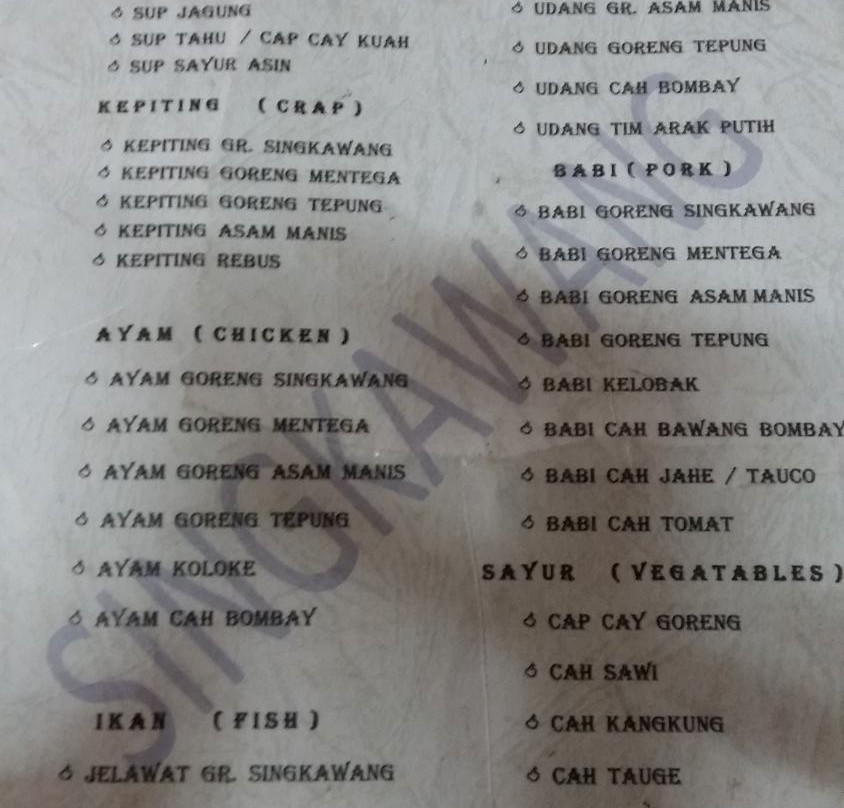 SUP JAGUNG
SUP TAHU / CAP CAY KUAH
SUP SAYUR ASIN
KEPITING (CRAP)
KEPITING GR. SINGKAWANG
KEPITING GORENG MENTEGA
KEPITING GORENG TEPUNG
KEPITING ASAM MANIS
KEPITING REBUS
AYAM (CHICKEN)
AYAM GORENG SINGKAWANG
AYAM GORENG MENTEGA
AYAM GORENG ASAM MANIS
AYAM GORENG TEPUNG
AYAM KOLOKE
AYAM CAH BOMBAY
IKAN (FISH)
JELAWAT GR. SINGKAWANG
UDANG GR. ASAM MANIS
UDANG GORENG TEPUNG
UDANG CAH BOMBAY
UDANG TIM ARAK PUTIH
BABI (PORK)
BABI GORENG SINGKAWANG
BABI GORENG MENTEGA
BABI GORENG ASAM MANIS
BABI GORENG TEPUNG
BABI KELOBAK
BABI CAH BAWANG BOMBAY
BABI CAH JAHE / TAUCO
BABI CAH TOMAT
SAYUR (VEGATABLES)
CAP CAY GORENG
CAH SAWI
CAH KANGKUNG
CAH TAUGE
SINGKAWANG